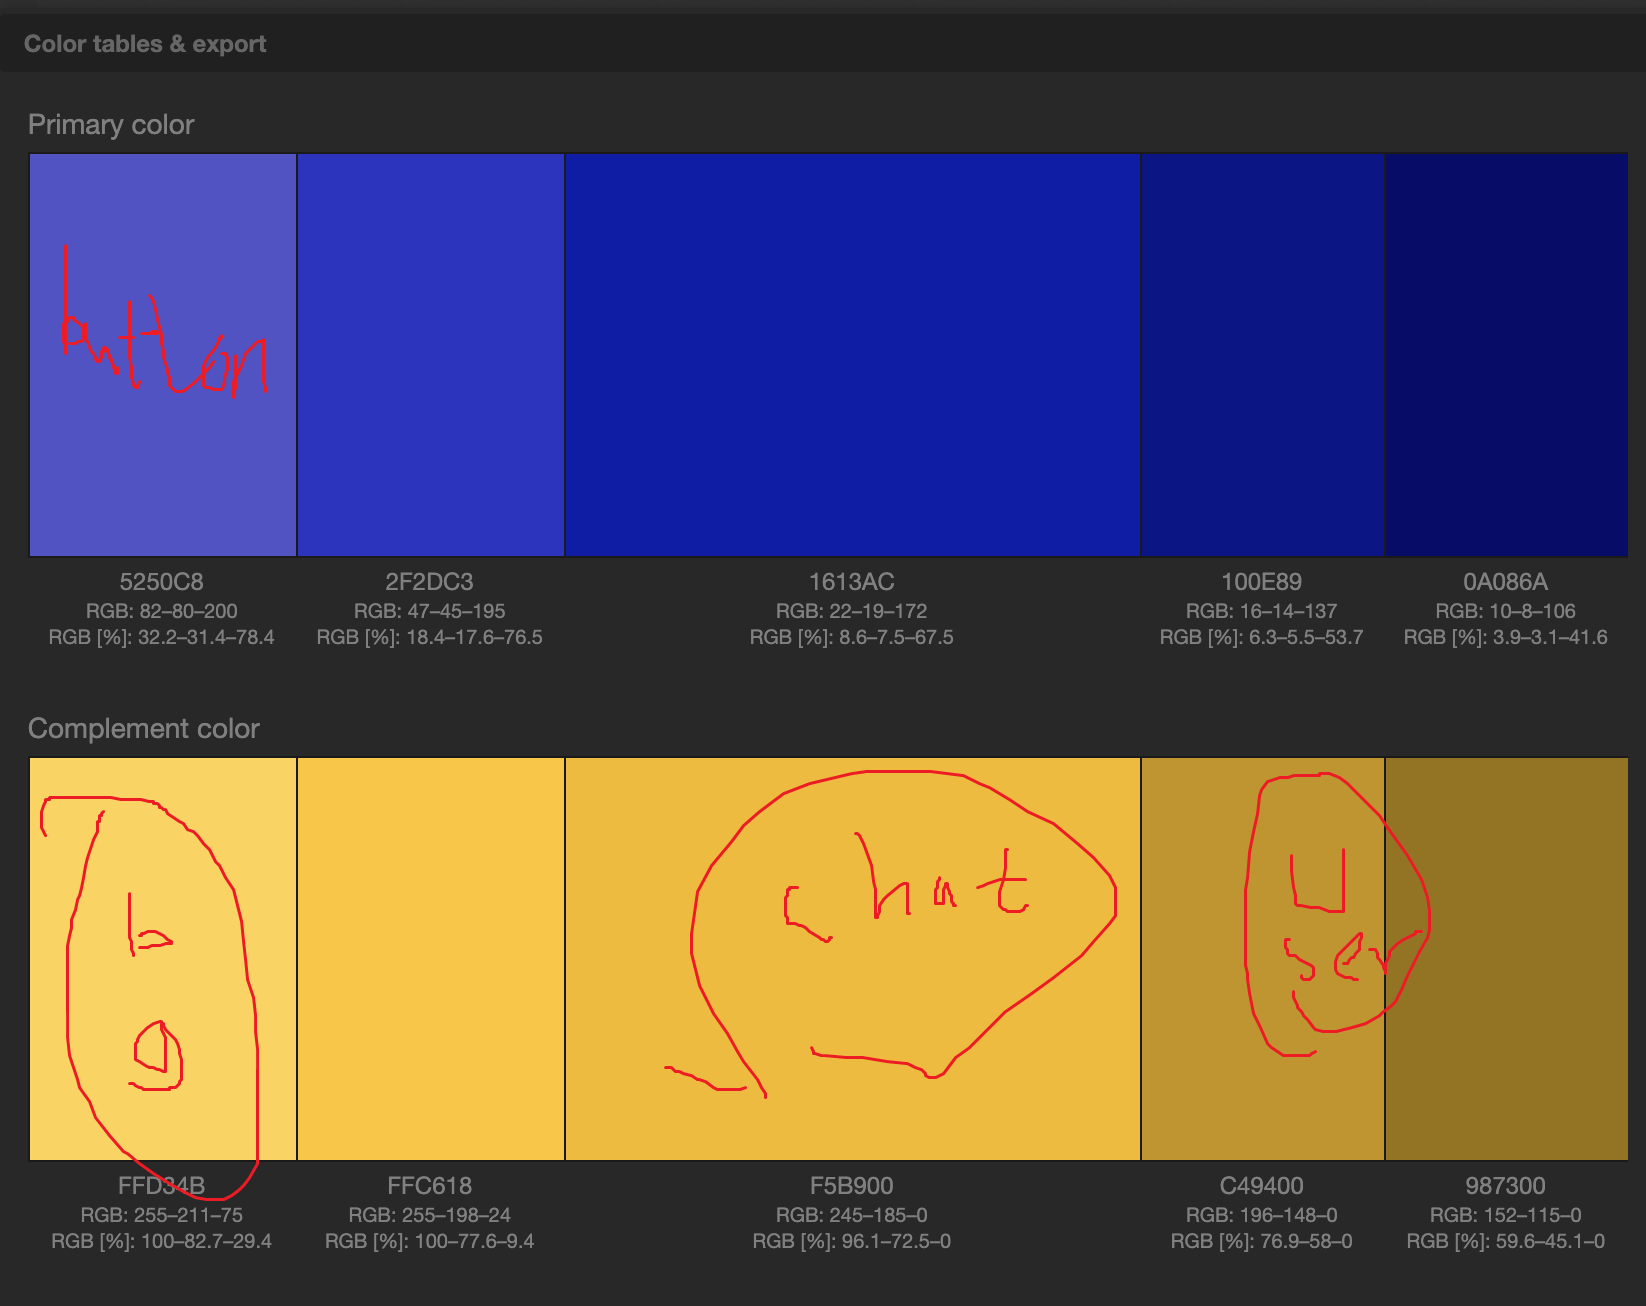 Color tables & export
Primary color
button
5250C8
RGB: 82–80–200
RGB [%]: 32.2–31.4–78.4
2F2DC3
RGB: 47–45–195
RGB [%]: 18.4–17.6–76.5
1613AC
RGB: 22–19–172
RGB [%]: 8.6–7.5–67.5
100E89
RGB: 16–14–137
RGB [%]: 6.3–5.5–53.7
0A086A
RGB: 10–8–106
RGB [%]: 3.9–3.1–41.6
Complement color
b
g
chat
U
ser
FFD34B
RGB: 255–211–75
RGB [%]: 100–82.7–29.4
FFC618
RGB: 255–198–24
RGB [%]: 100–77.6–9.4
F5B900
RGB: 245–185–0
RGB [%]: 96.1–72.5–0
C49400
RGB: 196–148–0
RGB [%]: 76.9–58–0
987300
RGB: 152–115–0
RGB [%]: 59.6–45.1–0